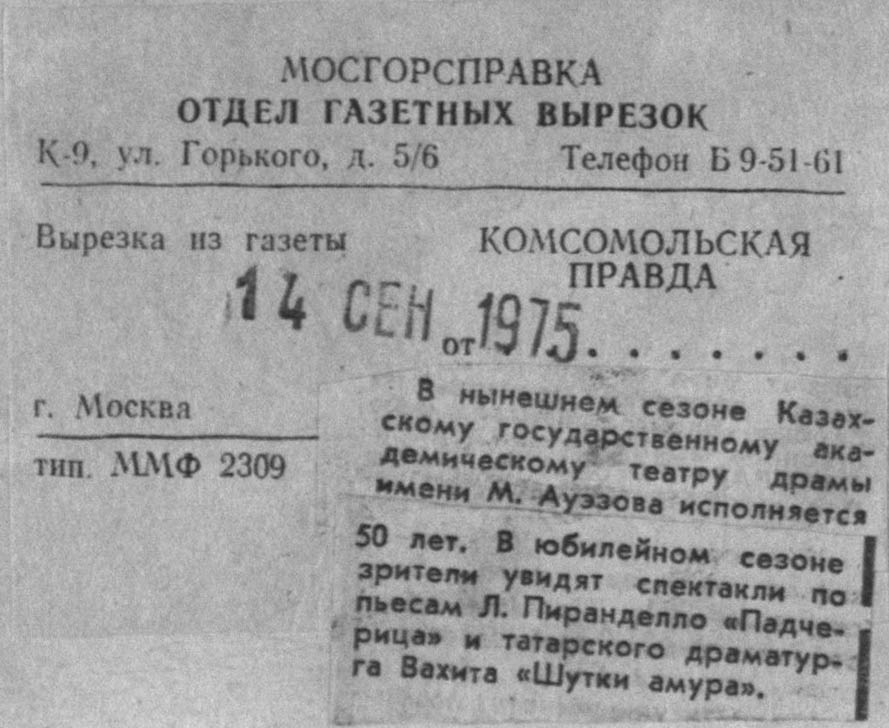 МОСГОРСПРАВКА
ОТДЕЛ ГАЗЕТНЫХ ВЫРЕЗОК
К-9, ул. Горького, д. 5/6 Телефон Б 9-51-61
Вырезка из газеты
КОМСОМОЛЬСКАЯ
ПРАВДА
14 СЕН от 1975. . . . . . .
г. Москва
тип. ММФ 2309
В нынешнем сезоне Казах-
скому государственному ака-
демическому театру драмы
имени М. Ауэзова исполняется
50 лет. В юбилейном сезоне
зрители увидят спектакли по
пьесам Л. Пиранделло «Падче-
рица» и татарского драматур-
га Вахита «Шутки амура».